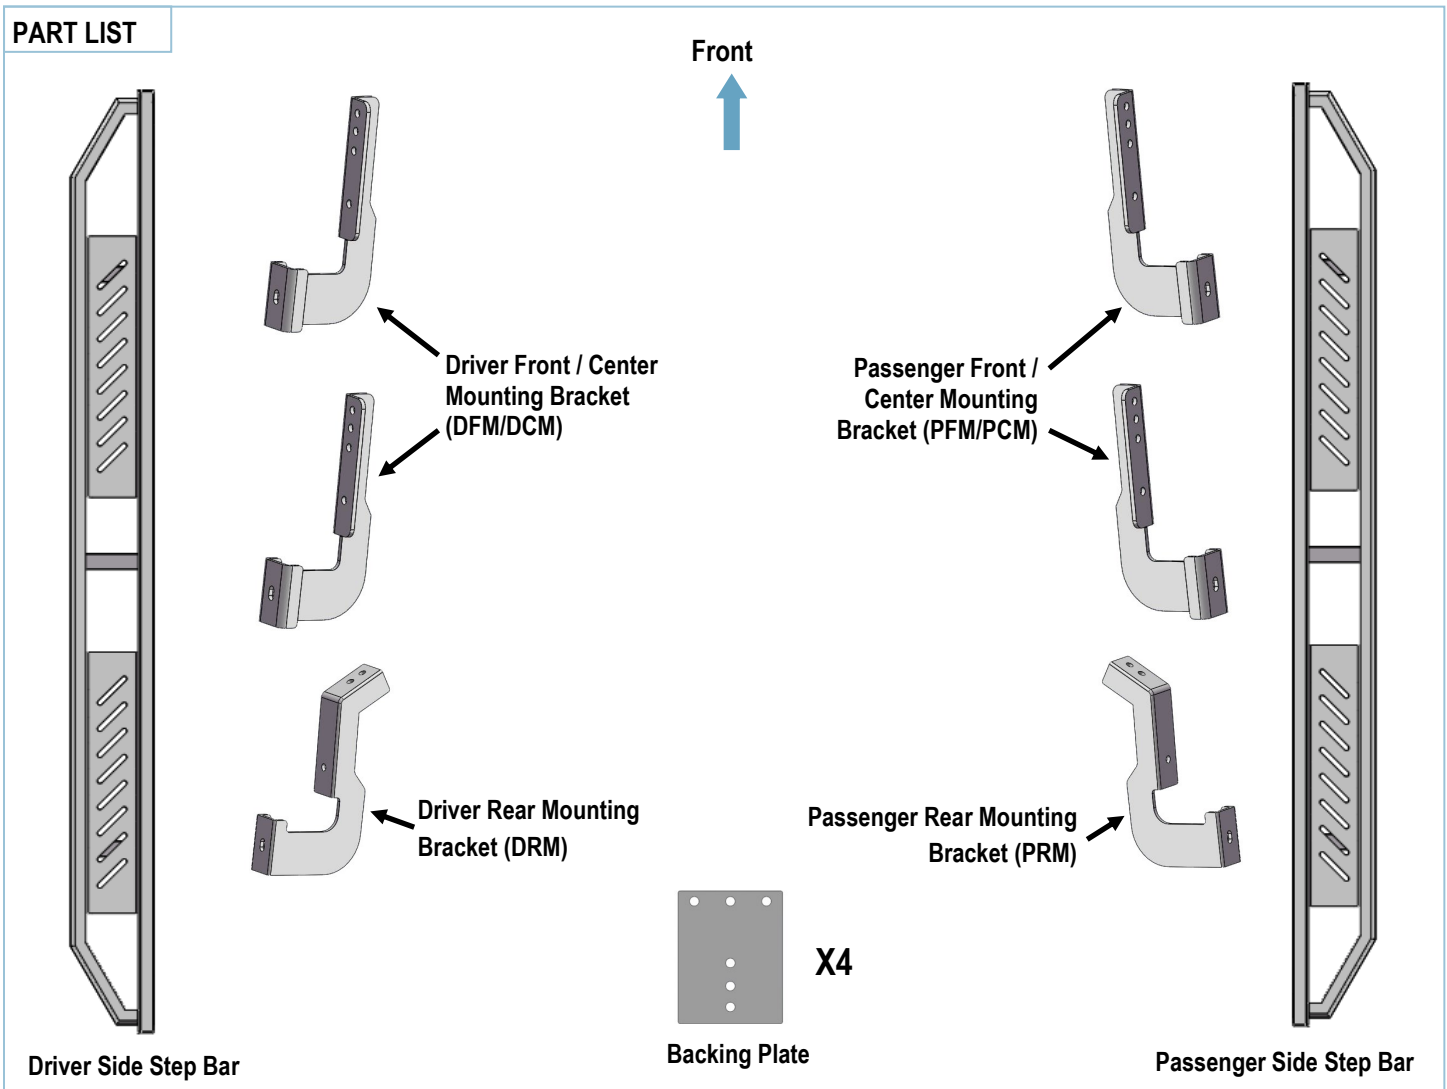 PART LIST
Front
Driver Front / Center
Mounting Bracket
(DFM/DCM)
Passenger Front /
Center Mounting
Bracket (PFM/PCM)
Driver Rear Mounting
Bracket (DRM)
Passenger Rear Mounting
Bracket (PRM)
X4
Backing Plate
Driver Side Step Bar
Passenger Side Step Bar